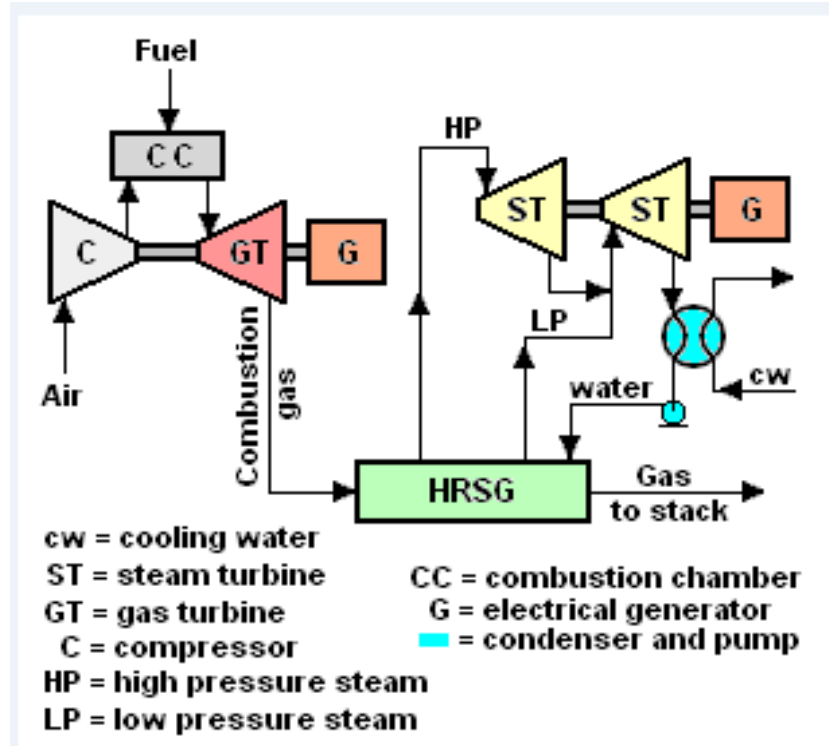 Fuel
C C
HP
C
GT
G
ST
ST
G
Air
Combustion
gas
LP
water
cw
HRSG
Gas
to stack
cw = cooling water
ST = steam turbine
GT = gas turbine
C = compressor
HP = high pressure steam
LP = low pressure steam
CC = combustion chamber
G = electrical generator
= condenser and pump